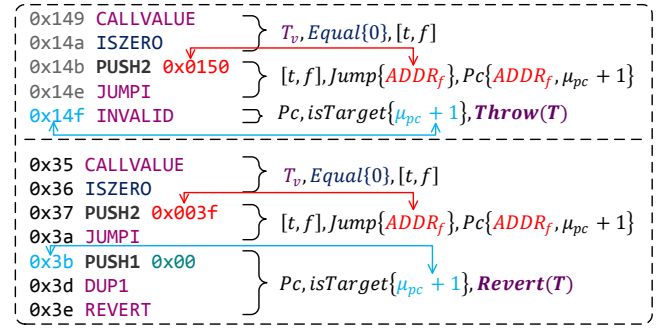 0x149 CALLVALUE
0x14a ISZERO
T_v, Equal{0}, [t, f]
0x14b PUSH2 0x0150
0x14e JUMPI
[t, f], Jump{ADDR_f}, Pc{ADDR_f, μ_pc + 1}
0x14f INVALID
Pc, isTarget{μ_pc + 1}, Throw(T)
0x35 CALLVALUE
0x36 ISZERO
T_v, Equal{0}, [t, f]
0x37 PUSH2 0x003f
0x3a JUMPI
[t, f], Jump{ADDR_f}, Pc{ADDR_f, μ_pc + 1}
0x3b PUSH1 0x00
0x3d DUP1
0x3e REVERT
Pc, isTarget{μ_pc + 1}, Revert(T)